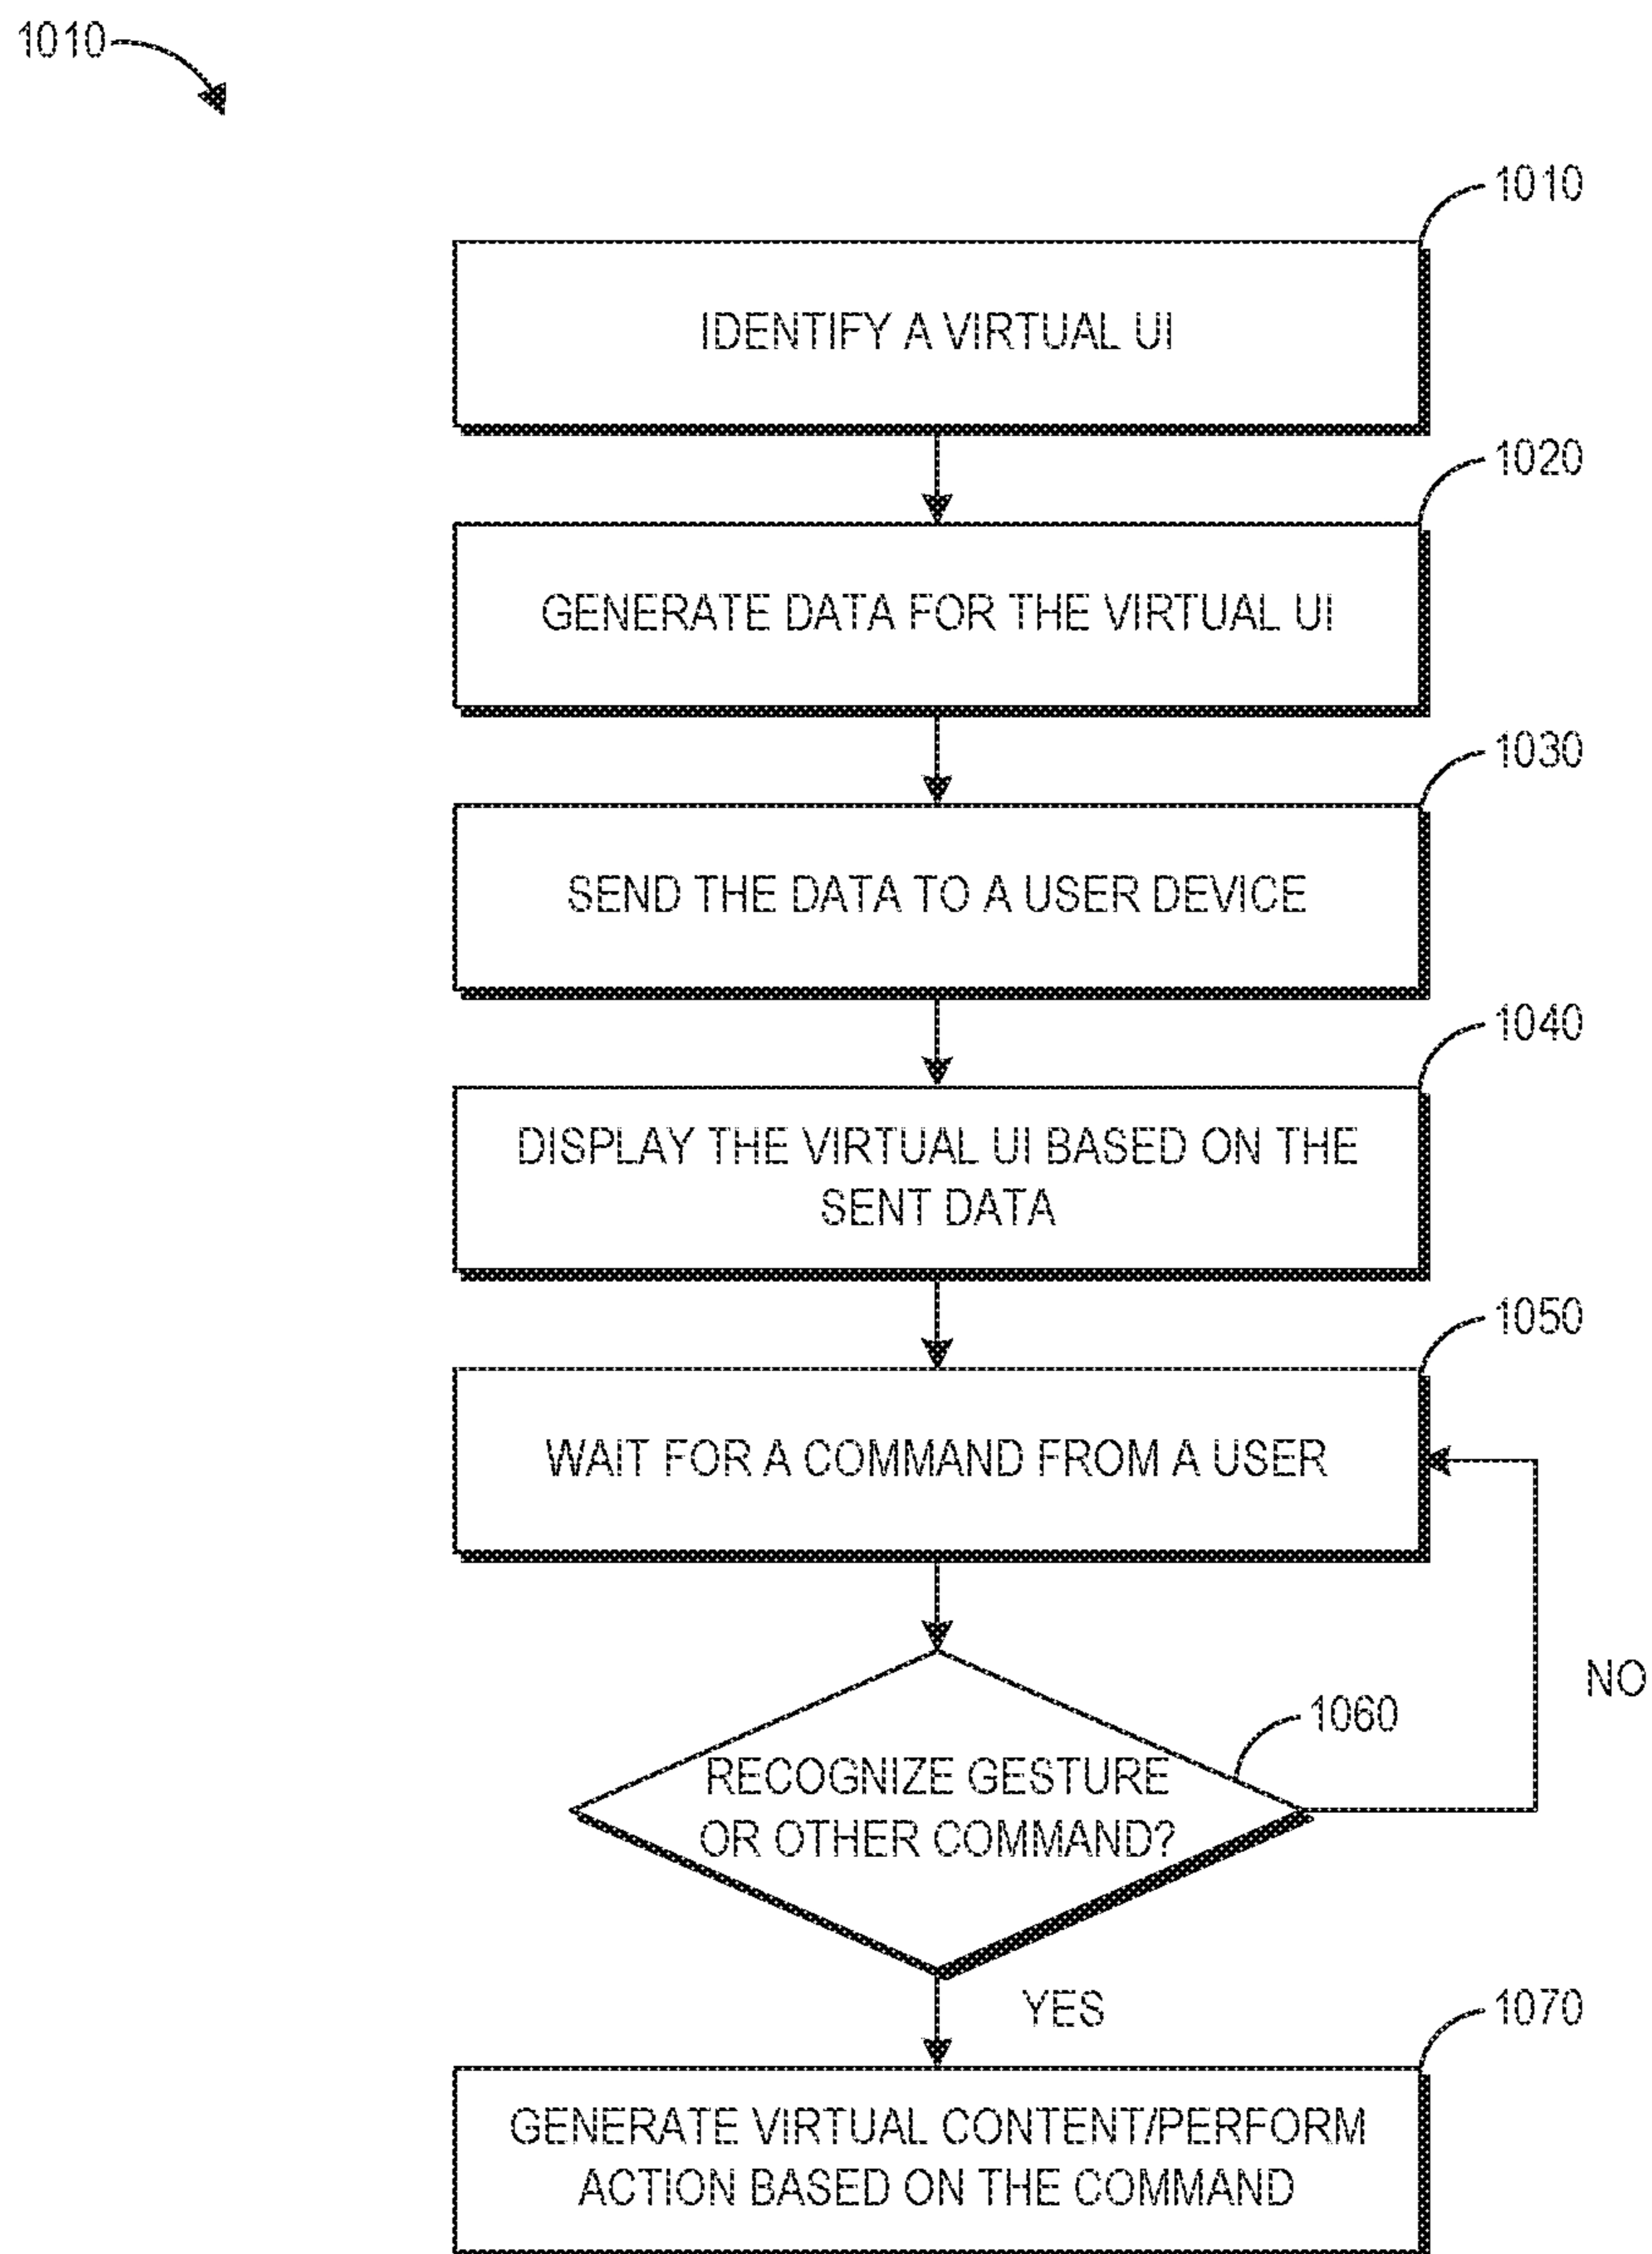 1010
1010
IDENTIFY A VIRTUAL UI
1020
GENERATE DATA FOR THE VIRTUAL UI
1030
SEND THE DATA TO A USER DEVICE
1040
DISPLAY THE VIRTUAL UI BASED ON THE
SENT DATA
1050
WAIT FOR A COMMAND FROM A USER
NO
1060
RECOGNIZE GESTURE
OR OTHER COMMAND?
YES
1070
GENERATE VIRTUAL CONTENT/PERFORM
ACTION BASED ON THE COMMAND